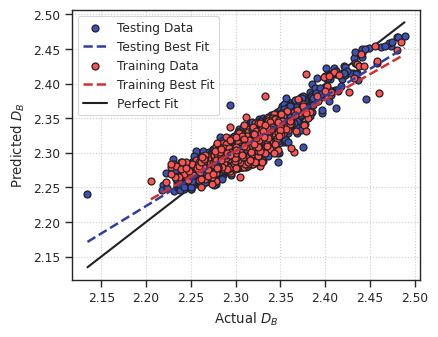 2.50
2.45
2.40
2.35
2.30
2.25
2.20
2.15
Predicted D_B
Testing Data
Testing Best Fit
Training Data
Training Best Fit
Perfect Fit
2.15 2.20 2.25 2.30 2.35 2.40 2.45 2.50
Actual D_B